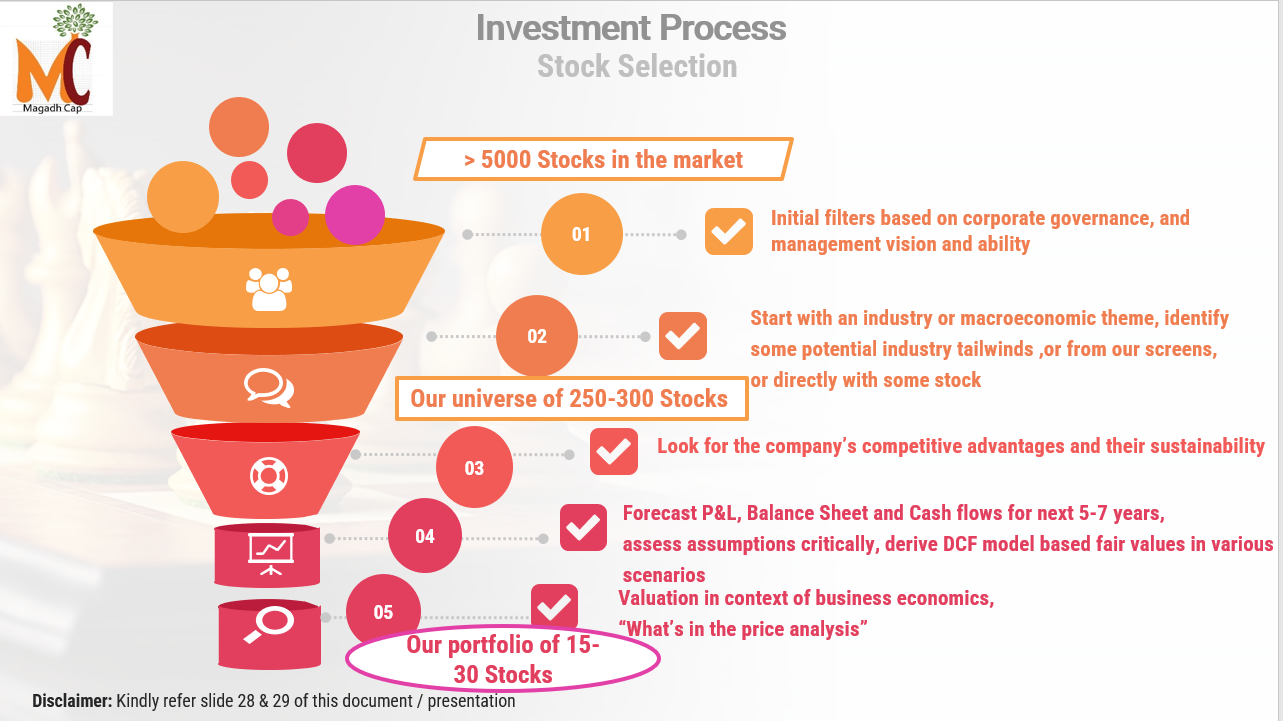 MC
Magadh Cap
Investment Process
Stock Selection
> 5000 Stocks in the market
01
Initial filters based on corporate governance, and
management vision and ability
02
Start with an industry or macroeconomic theme, identify
some potential industry tailwinds ,or from our screens,
or directly with some stock
Our universe of 250-300 Stocks
03
Look for the company’s competitive advantages and their sustainability
04
Forecast P&L, Balance Sheet and Cash flows for next 5-7 years,
assess assumptions critically, derive DCF model based fair values in various
scenarios
05
Valuation in context of business economics,
“What’s in the price analysis”
Our portfolio of 15-
30 Stocks
Disclaimer: Kindly refer slide 28 & 29 of this document / presentation